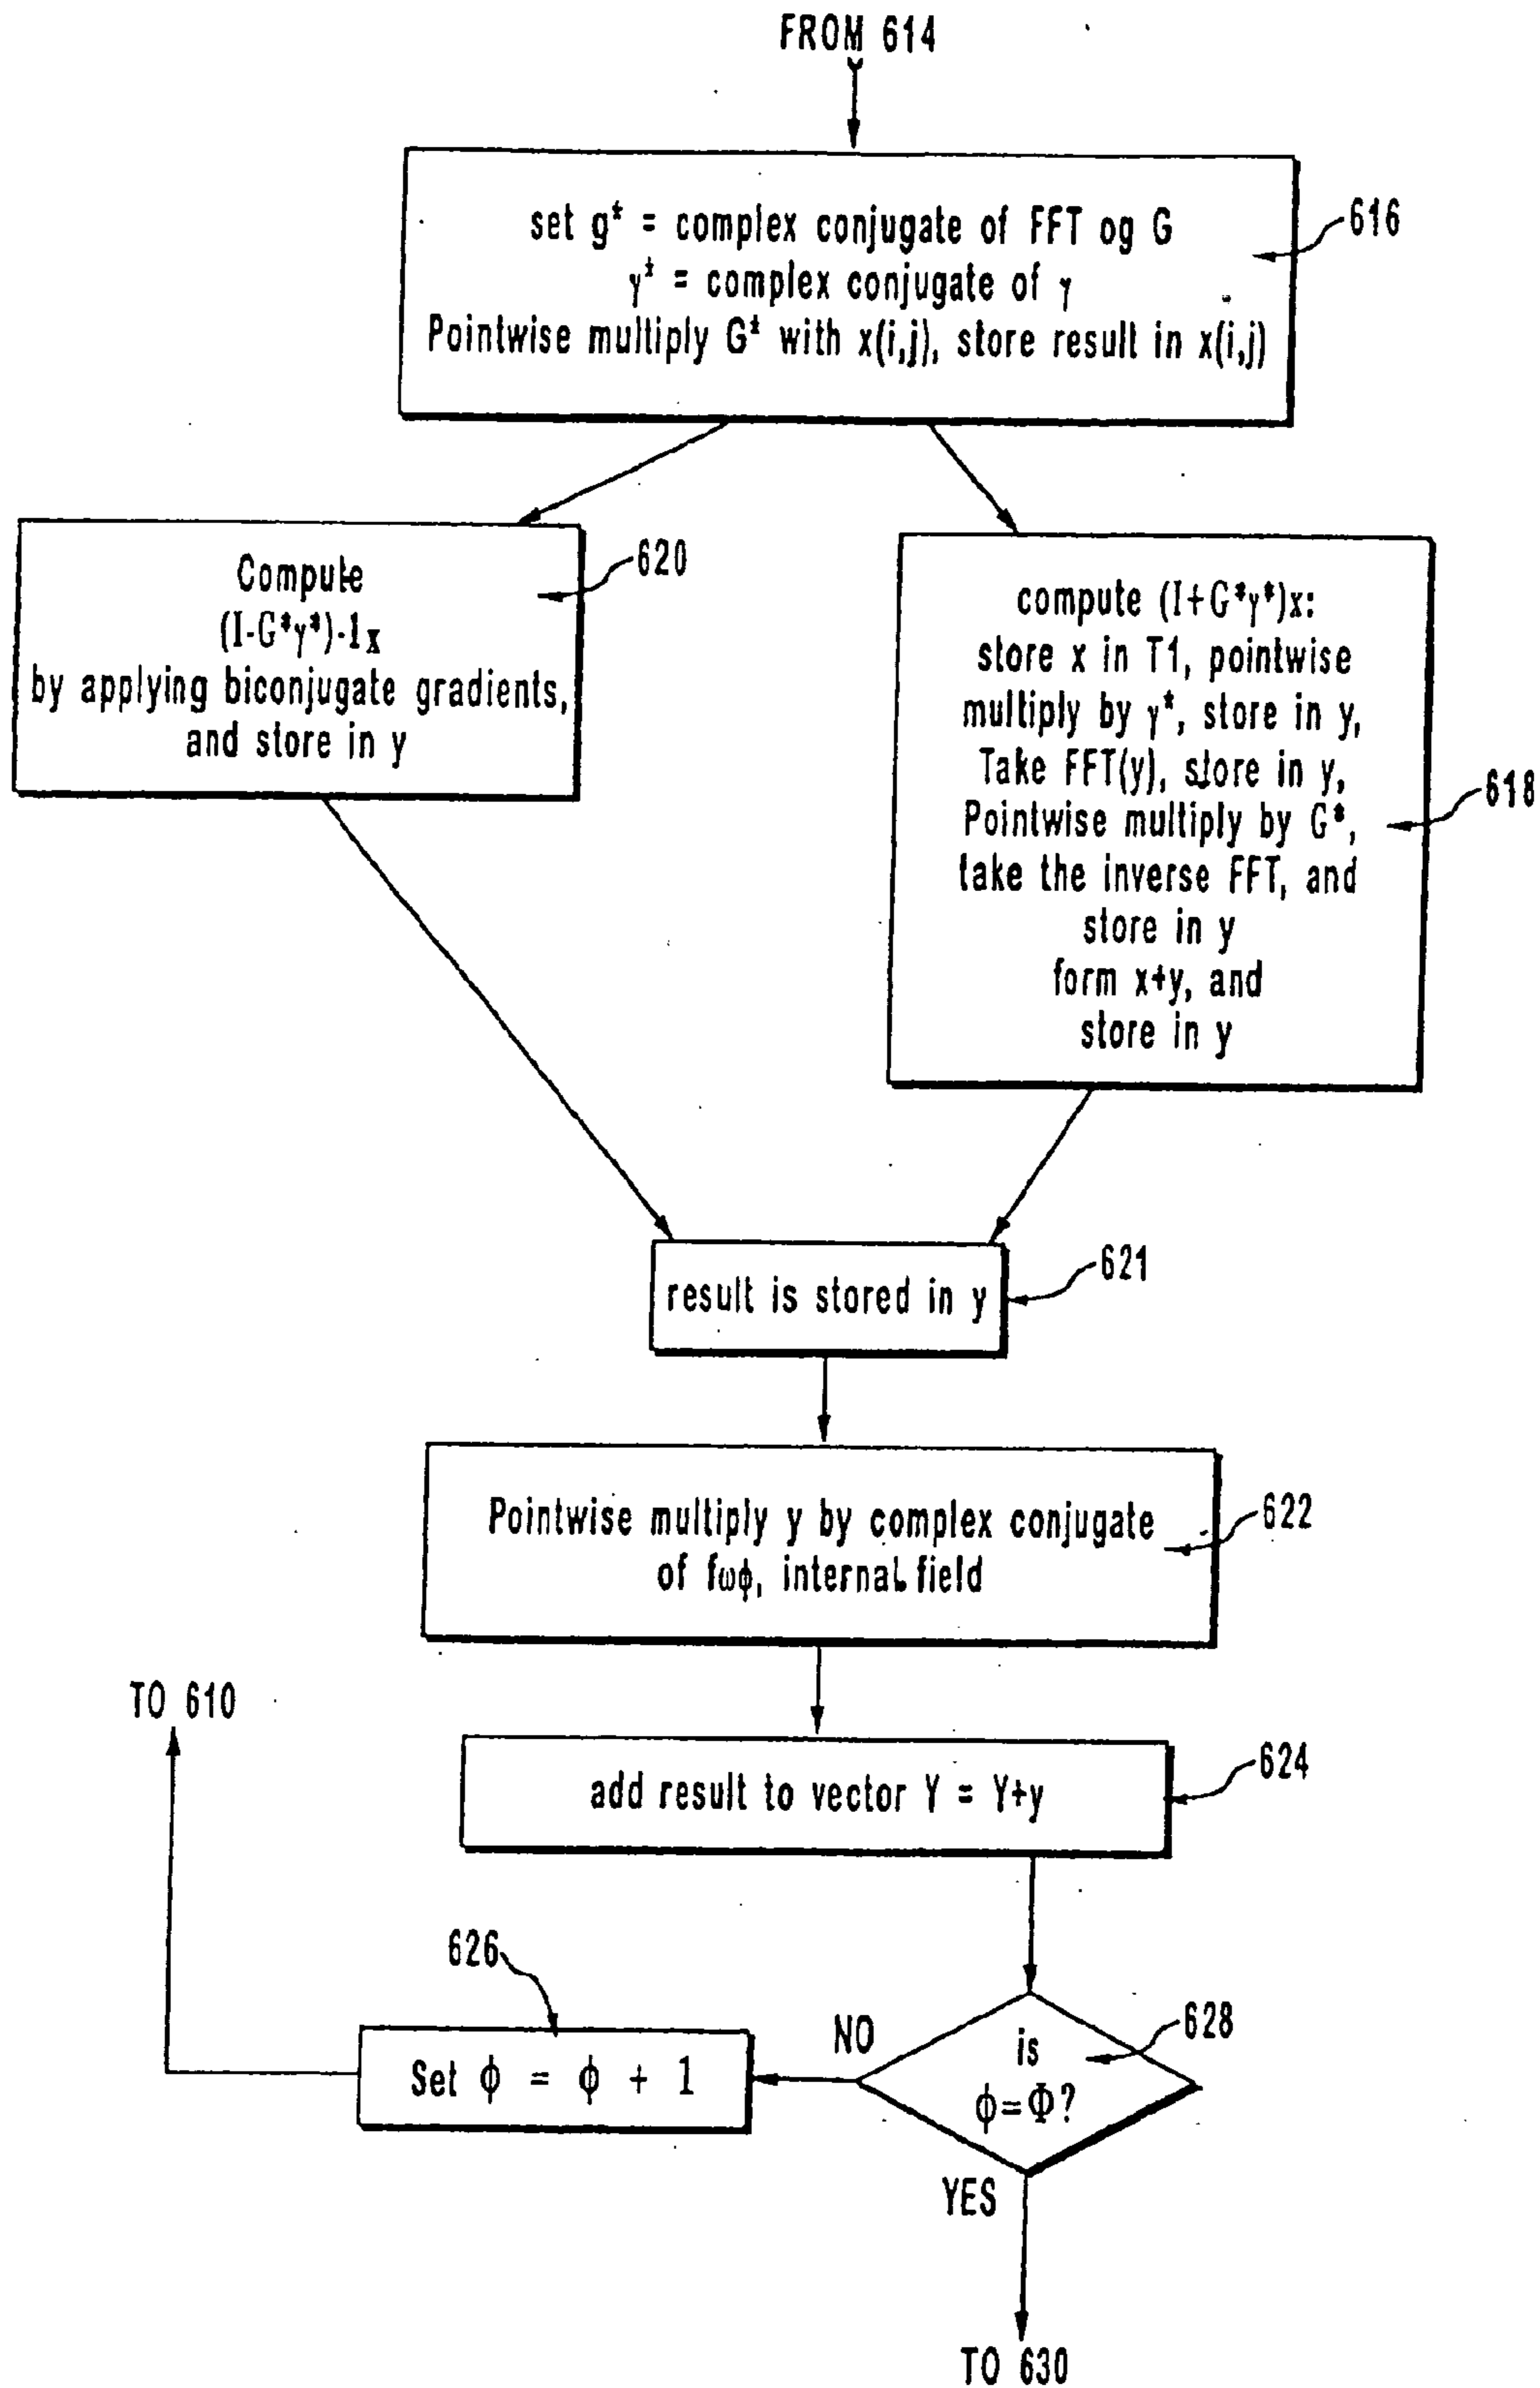 FROM 614
set g* = complex conjugate of FFT og G
γ* = complex conjugate of γ
Pointwise multiply G* with x(i,j), store result in x(i,j)
616
Compute
(I-G*γ*)-1x
by applying biconjugate gradients,
and store in y
620
compute (I+G*γ*)x:
store x in T1, pointwise
multiply by γ*, store in y,
Take FFT(y), store in y,
Pointwise multiply by G*,
take the inverse FFT, and
store in y
form x+y, and
store in y
618
result is stored in y
621
Pointwise multiply y by complex conjugate
of fωϕ, internal field
622
TO 610
add result to vector Y = Y+y
624
626
Set ϕ = ϕ + 1
NO
is
ϕ=Φ?
628
YES
TO 630